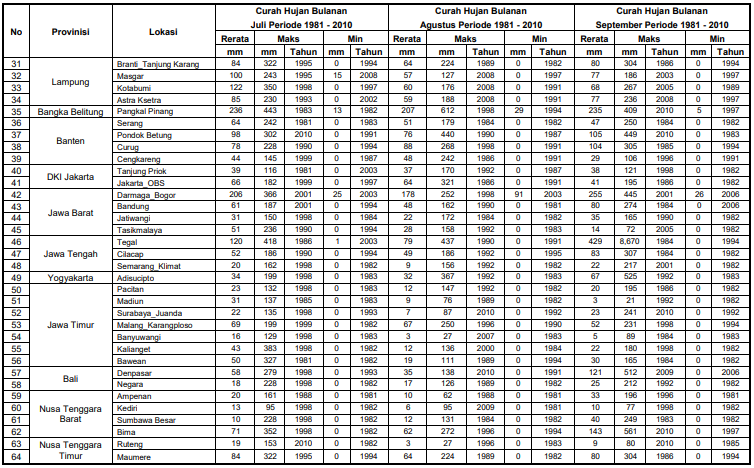 No Provinisi Lokasi Curah Hujan Bulanan Curah Hujan Bulanan Curah Hujan Bulanan
Juli Periode 1981 - 2010 Agustus Periode 1981 - 2010 September Periode 1981 - 2010
Rerata Maks Min Rerata Maks Min Rerata Maks Min
mm mm Tahun mm Tahun mm mm Tahun mm Tahun mm mm Tahun mm Tahun
31 Lampung Branti_Tanjung Karang 84 322 1995 0 1994 64 224 1989 0 1982 80 304 1986 0 1994
32 Masgar 100 243 1995 15 2008 57 127 2008 0 1997 77 186 2003 0 1997
33 Kotabumi 122 350 1998 0 1997 60 176 2008 0 1991 68 267 2005 0 1989
34 Astra Ksetra 85 230 1993 0 2002 59 188 2008 0 1991 77 236 2008 0 1997
35 Bangka Belitung Pangkal Pinang 236 443 1983 13 1982 207 612 1998 29 1994 235 409 2010 5 1997
36 Banten Serang 64 242 1981 0 1983 51 179 1984 0 1982 47 250 1984 0 1982
37 Pondok Betung 98 302 2010 0 1991 76 440 1990 0 1987 105 449 2010 0 1983
38 Curug 78 228 1990 0 1994 88 268 1998 0 1991 104 305 1985 0 1994
39 Cengkareng 44 145 1999 0 1987 48 242 1986 0 1991 29 106 1996 0 1991
40 DKI Jakarta Tanjung Priok 39 116 1981 0 2003 37 170 1992 0 1987 38 121 1998 0 1982
41 Jakarta_OBS 66 182 1999 0 1997 64 321 1986 0 1991 41 195 1986 0 1982
42 Jawa Barat Darmaga_Bogor 206 366 2001 25 2003 178 252 1998 91 2003 255 445 2001 26 2006
43 Bandung 61 187 2001 0 1994 48 162 1990 0 1981 80 274 1984 0 2006
44 Jatiwangi 31 150 1998 0 1984 22 172 1984 0 1982 35 165 1990 0 1982
45 Tasikmalaya 51 236 1990 0 1994 28 158 1992 0 1983 14 72 2005 0 1982
46 Jawa Tengah Tegal 120 418 1986 1 2003 79 437 1990 0 1991 429 8,670 1984 0 1994
47 Cilacap 52 186 1990 0 1994 49 186 1992 0 1995 83 307 1984 0 1982
48 Semarang_Klimat 20 162 1998 0 1982 9 156 1992 0 1982 22 217 2001 0 1982
49 Yogyakarta Adisucipto 34 199 1998 0 1983 32 367 1992 0 1983 67 525 1992 0 1983
50 Jawa Timur Pacitan 23 132 1998 0 1983 12 147 1992 0 1982 20 195 1986 0 1982
51 Madiun 31 137 1985 0 1983 9 76 1989 0 1982 3 21 1992 0 1982
52 Surabaya_Juanda 22 135 1998 0 1993 7 87 2010 0 1992 23 241 2010 0 1992
53 Malang_Karangploso 69 199 1999 0 1982 67 250 1996 0 1990 52 231 1998 0 1994
54 Banyuwangi 16 129 1998 0 1983 3 27 2007 0 1983 5 89 1984 0 1983
55 Kalianget 43 383 1998 0 1982 12 136 2000 0 1984 22 180 1998 0 1982
56 Bawean 50 327 1981 0 1982 19 111 1989 0 1994 30 165 1984 0 1982
57 Bali Denpasar 58 279 1998 0 1993 35 138 2010 0 1991 121 512 2009 0 2006
58 Negara 18 228 1998 0 1982 17 126 1989 0 1982 25 212 1992 0 1982
59 Nusa Tenggara Barat Ampenan 20 161 1988 0 1981 10 62 1988 0 1981 33 196 1996 0 1981
60 Kediri 13 95 1998 0 1982 6 95 2009 0 1981 10 77 1998 0 1982
61 Sumbawa Besar 10 228 1998 0 1982 12 131 1984 0 1982 40 249 1983 0 1982
62 Bima 71 352 1998 0 1982 62 272 1996 0 1994 143 561 2010 0 1997
63 Nusa Tenggara Timur Ruteng 19 153 2010 0 1982 3 27 1996 0 1983 9 80 2010 0 1985
64 Maumere 84 322 1995 0 1994 64 224 1989 0 1982 80 304 1986 0 1994